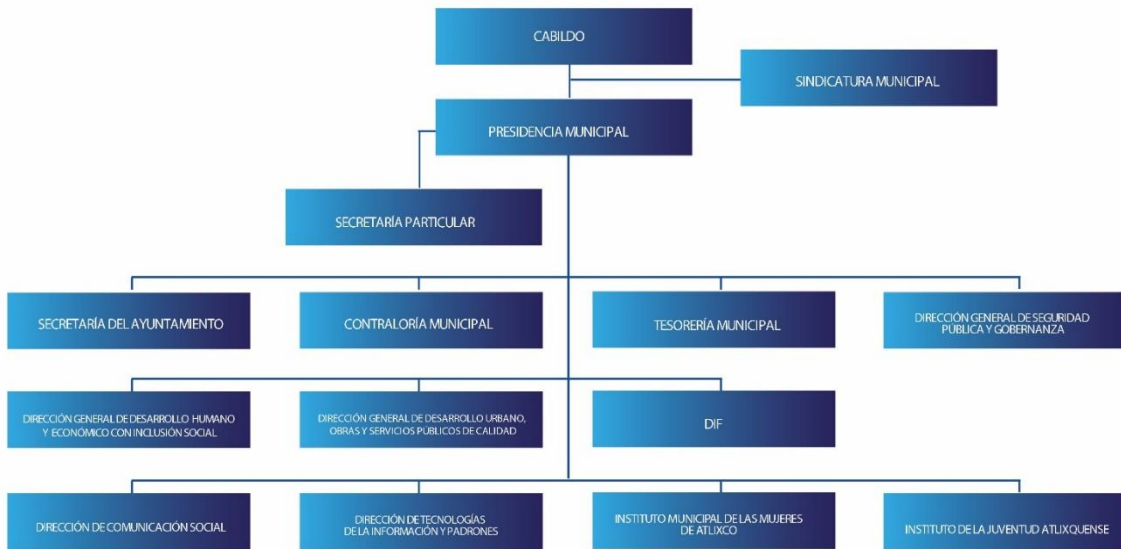 CABILDO
SINDICATURA MUNICIPAL
PRESIDENCIA MUNICIPAL
SECRETARÍA PARTICULAR
SECRETARÍA DEL AYUNTAMIENTO
CONTRALORÍA MUNICIPAL
TESORERÍA MUNICIPAL
DIRECCIÓN GENERAL DE SEGURIDAD
PÚBLICA Y GOBERNANZA
DIRECCIÓN GENERAL DE DESARROLLO HUMANO
Y ECONÓMICO CON INCLUSIÓN SOCIAL
DIRECCIÓN GENERAL DE DESARROLLO URBANO,
OBRAS Y SERVICIOS PÚBLICOS DE CALIDAD
DIF
DIRECCIÓN DE COMUNICACIÓN SOCIAL
DIRECCIÓN DE TECNOLOGÍAS
DE LA INFORMACIÓN Y PADRONES
INSTITUTO MUNICIPAL DE LAS MUJERES
DE ATLIXCO
INSTITUTO DE LA JUVENTUD ATLIXQUENSE